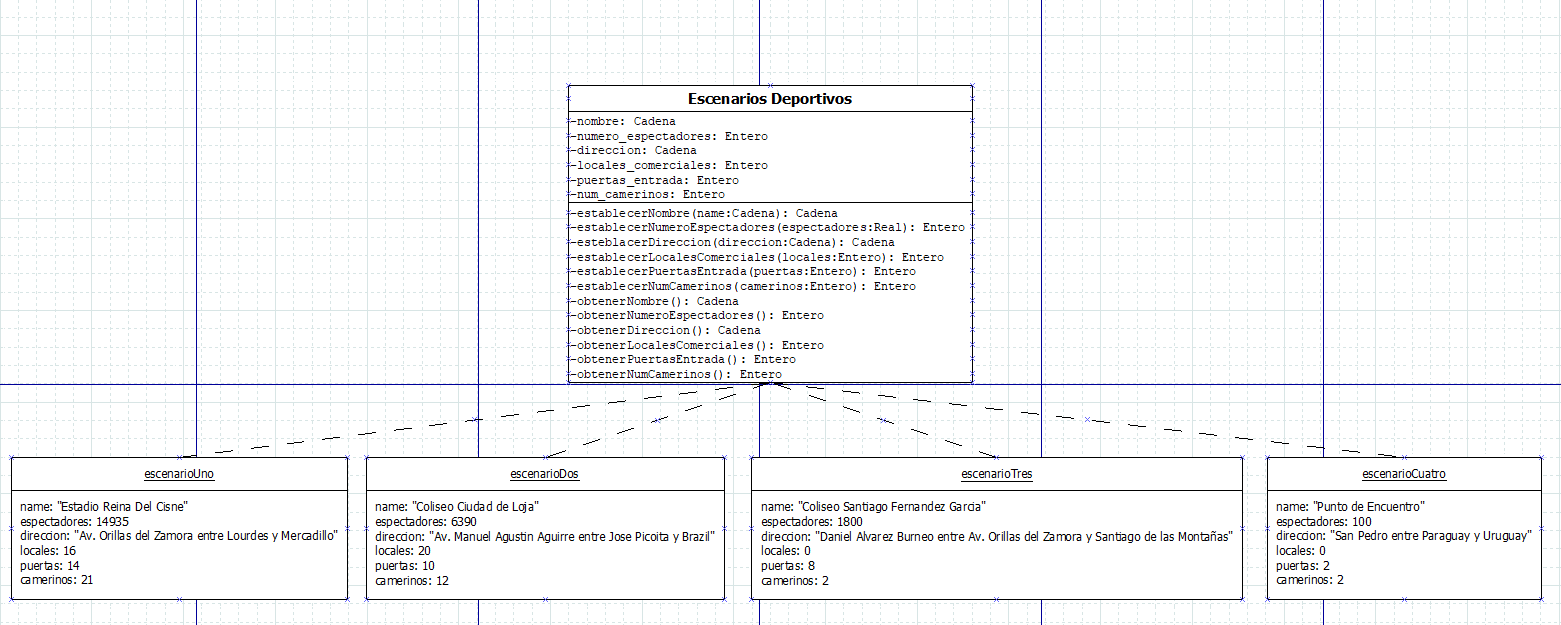 Escenarios Deportivos
-nombre: Cadena
-numero_espectadores: Entero
-direccion: Cadena
-locales_comerciales: Entero
-puertas_entrada: Entero
-num_camerinos: Entero
-establecerNombre(name:Cadena): Cadena
-establecerNumeroEspectadores(espectadores:Real): Entero
-esteblacerDireccion(direccion:Cadena): Cadena
-establecerLocalesComerciales(locales:Entero): Entero
-establecerPuertasEntrada(puertas:Entero): Entero
-establecerNumCamerinos(camerinos:Entero): Entero
-obtenerNombre(): Cadena
-obtenerNumeroEspectadores(): Entero
-obtenerDireccion(): Cadena
-obtenerLocalesComerciales(): Entero
-obtenerPuertasEntrada(): Entero
-obtenerNumCamerinos(): Entero
escenarioUno
name: "Estadio Reina Del Cisne"
espectadores: 14935
direccion: "Av. Orillas del Zamora entre Lourdes y Mercadillo"
locales: 16
puertas: 14
camerinos: 21
escenarioDos
name: "Coliseo Ciudad de Loja"
espectadores: 6390
direccion: "Av. Manuel Agustin Aguirre entre Jose Picoita y Brazil"
locales: 20
puertas: 10
camerinos: 12
escenarioTres
name: "Coliseo Santiago Fernandez Garcia"
espectadores: 1800
direccion: "Daniel Alvarez Burneo entre Av. Orillas del Zamora y Santiago de las Montañas"
locales: 0
puertas: 8
camerinos: 2
escenarioCuatro
name: "Punto de Encuentro"
espectadores: 100
direccion: "San Pedro entre Paraguay y Uruguay"
locales: 0
puertas: 2
camerinos: 2